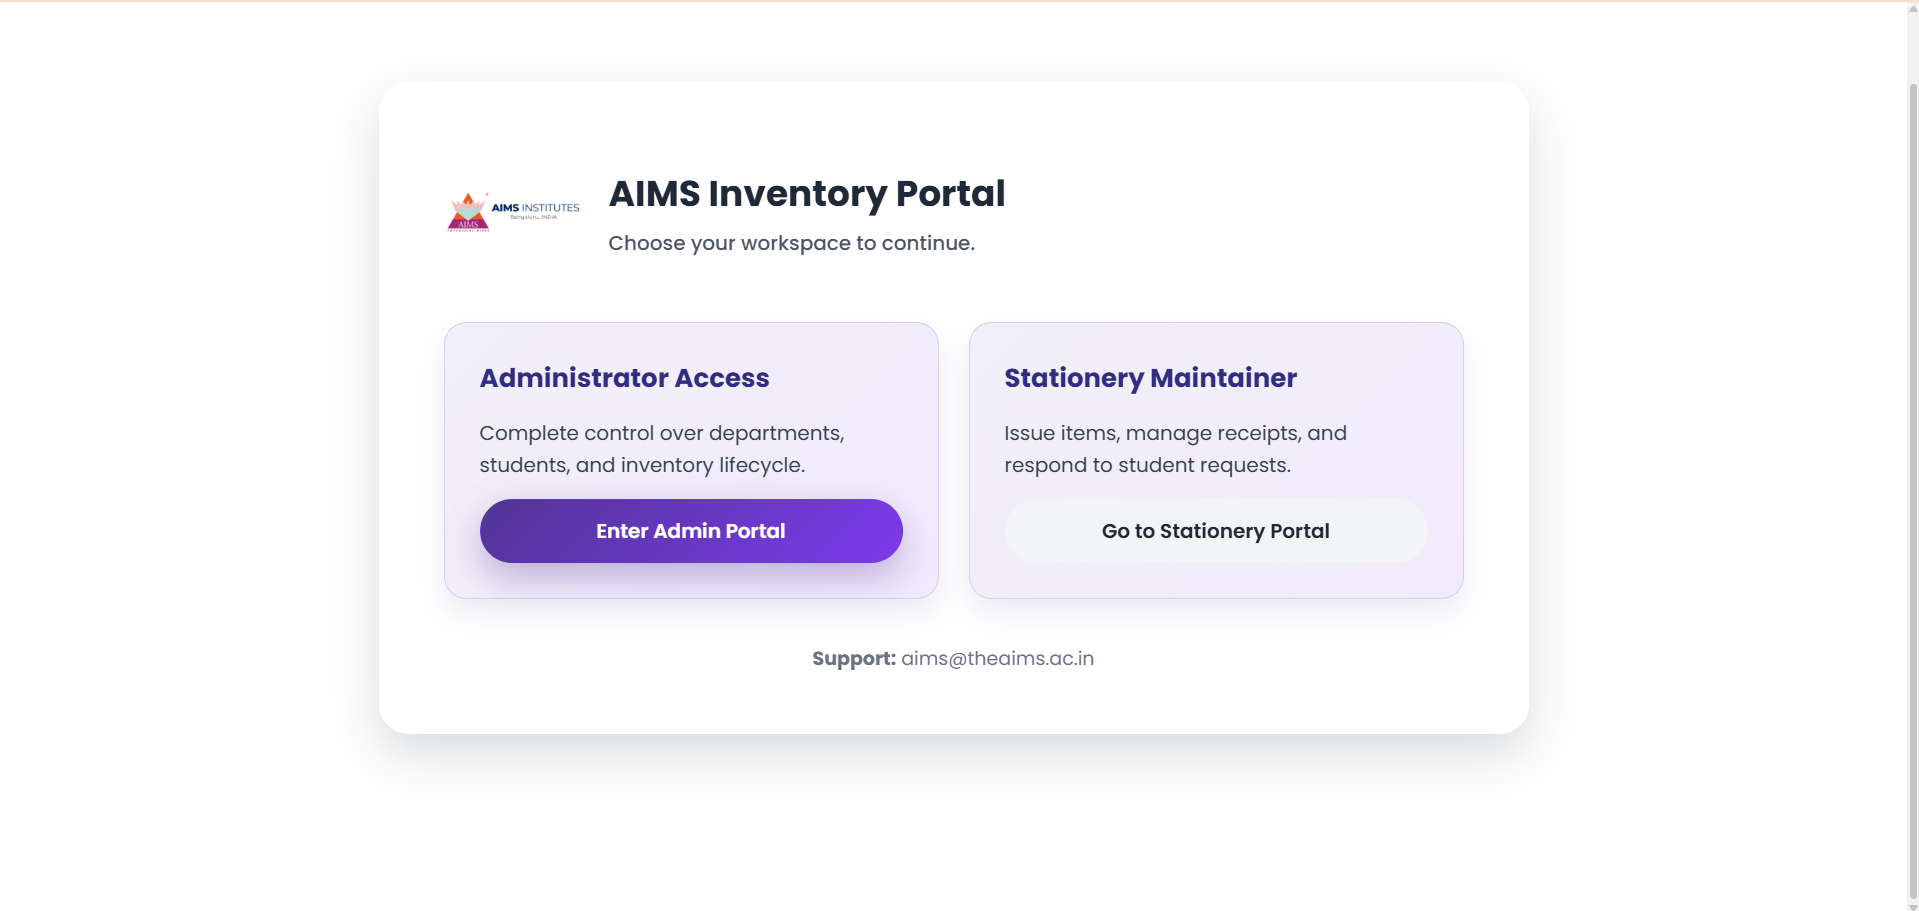 AIMS INSTITUTES
Bengaluru, INDIA
AIMS
AIMS Inventory Portal
Choose your workspace to continue.
Administrator Access
Complete control over departments,
students, and inventory lifecycle.
Enter Admin Portal
Stationery Maintainer
Issue items, manage receipts, and
respond to student requests.
Go to Stationery Portal
Support: aims@theaims.ac.in